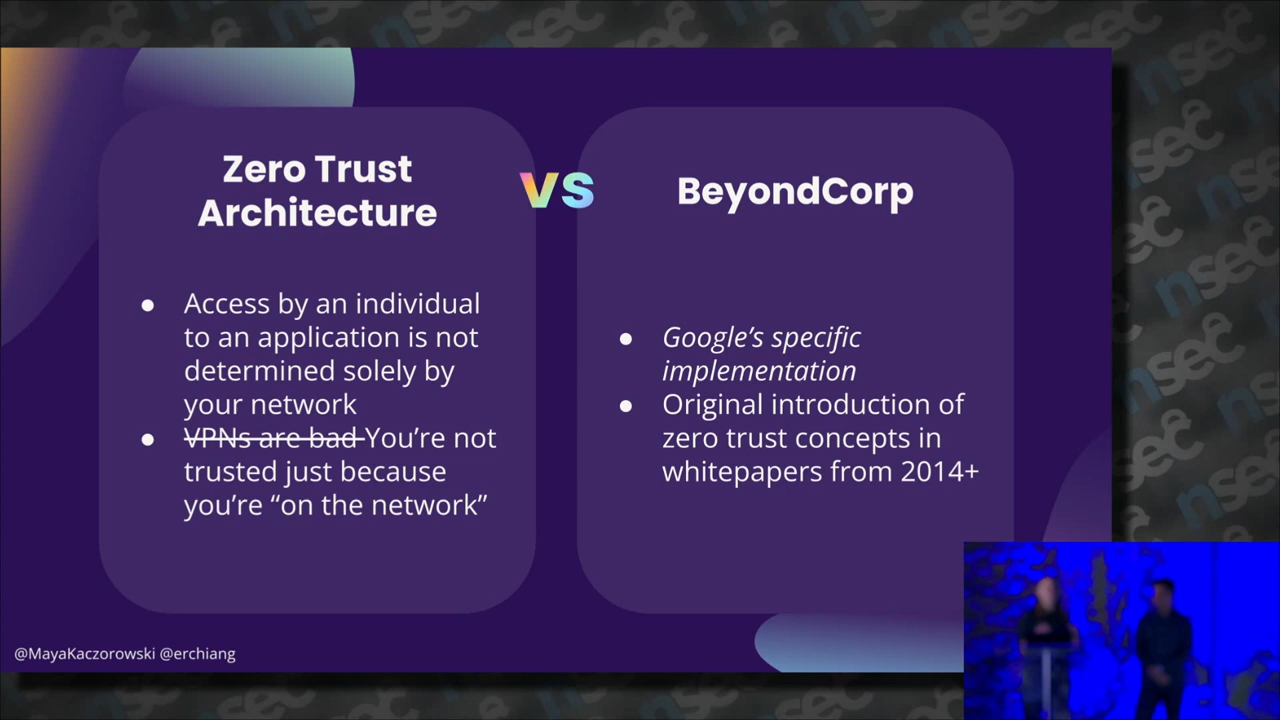 Zero Trust
Architecture
vs
BeyondCorp
● Access by an individual
to an application is not
determined solely by
your network
● VPNs are bad You’re not
trusted just because
you’re “on the network”
● Google’s specific
implementation
● Original introduction of
zero trust concepts in
whitepapers from 2014+
@MayaKaczorowski @erchiang
nsec